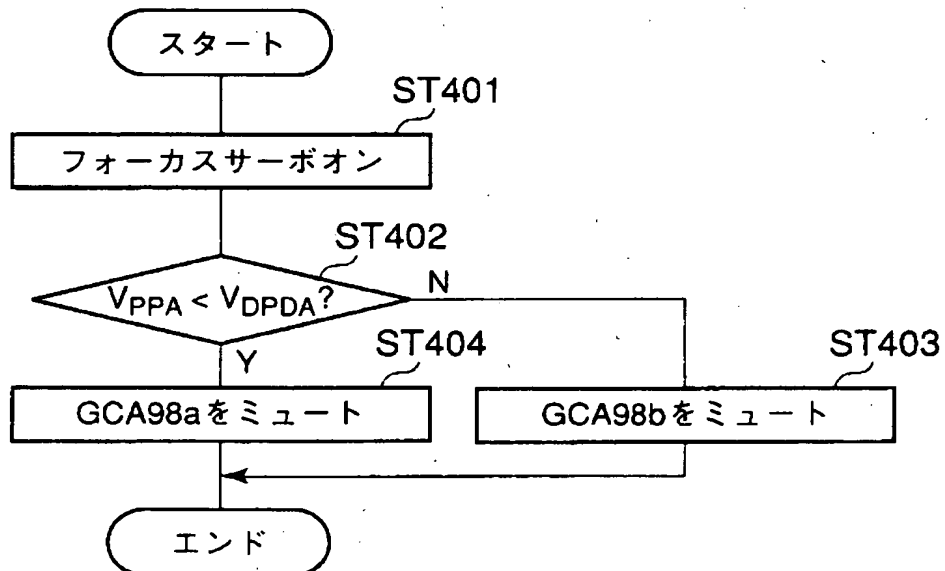 スタート
ST401
フォーカスサーボオン
ST402
VPPA < VDPDA?
N
Y
ST404
ST403
GCA98aをミュート
GCA98bをミュート
エンド